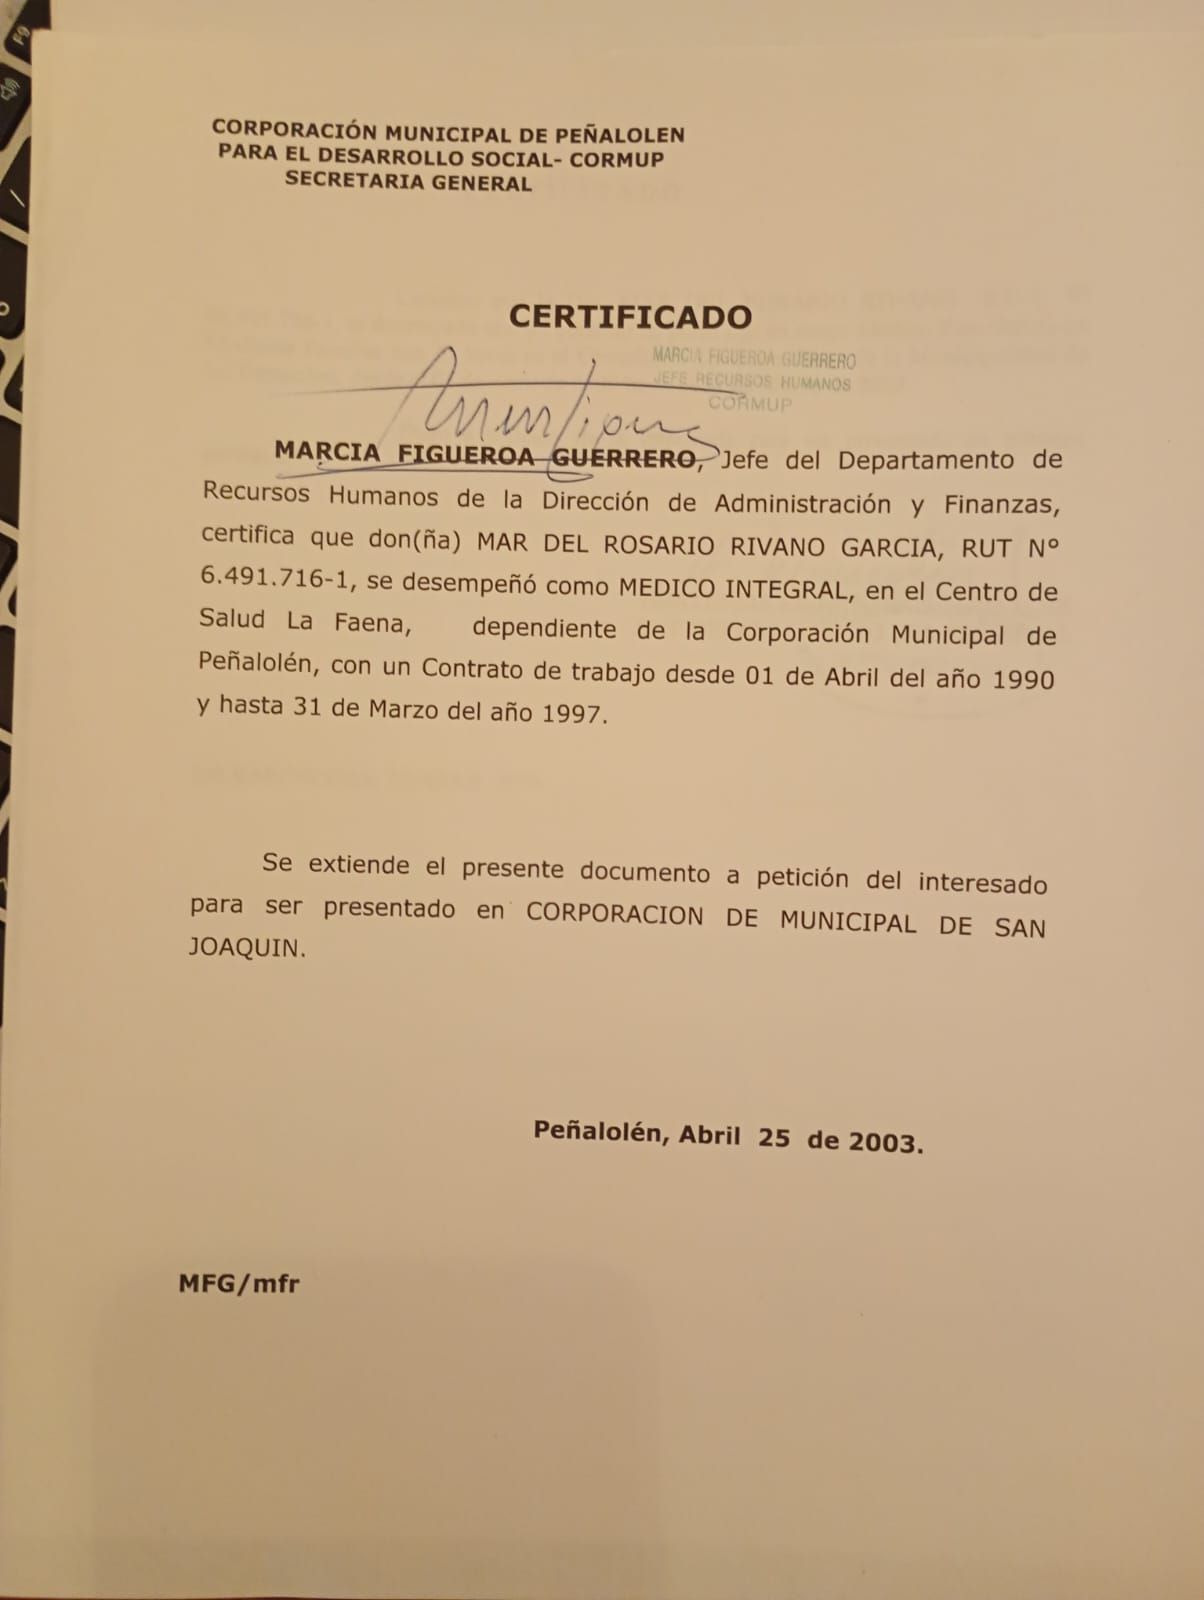 CORPORACIÓN MUNICIPAL DE PEÑALOLEN
PARA EL DESARROLLO SOCIAL- CORMUP
SECRETARIA GENERAL
CERTIFICADO
MARCIA FIGUEROA GUERRERO
JEFE RECURSOS HUMANOS
CORMUP
MARCIA FIGUEROA GUERRERO, Jefe del Departamento de
Recursos Humanos de la Dirección de Administración y Finanzas,
certifica que don(ña) MAR DEL ROSARIO RIVANO GARCIA, RUT Nº
6.491.716-1, se desempeñó como MEDICO INTEGRAL, en el Centro de
Salud La Faena, dependiente de la Corporación Municipal de
Peñalolén, con un Contrato de trabajo desde 01 de Abril del año 1990
y hasta 31 de Marzo del año 1997.
Se extiende el presente documento a petición del interesado
para ser presentado en CORPORACION DE MUNICIPAL DE SAN
JOAQUIN.
Peñalolén, Abril 25 de 2003.
MFG/mfr
F9